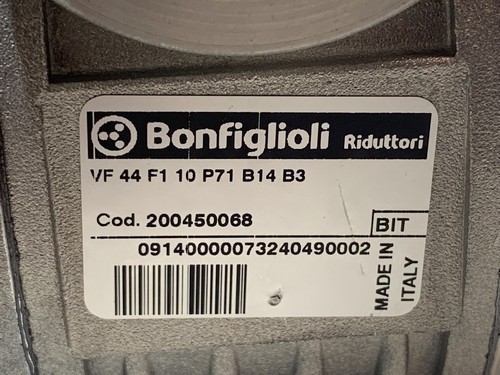 Bonfiglioli Riduttori
VF 44 F1 10 P71 B14 B3
Cod. 200450068
BIT
09140000073240490002
MADE IN
ITALY